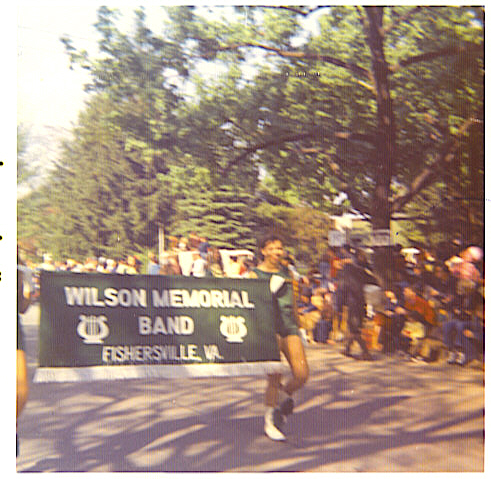 WILSON MEMORIAL
BAND
FISHERSVILLE, VA.